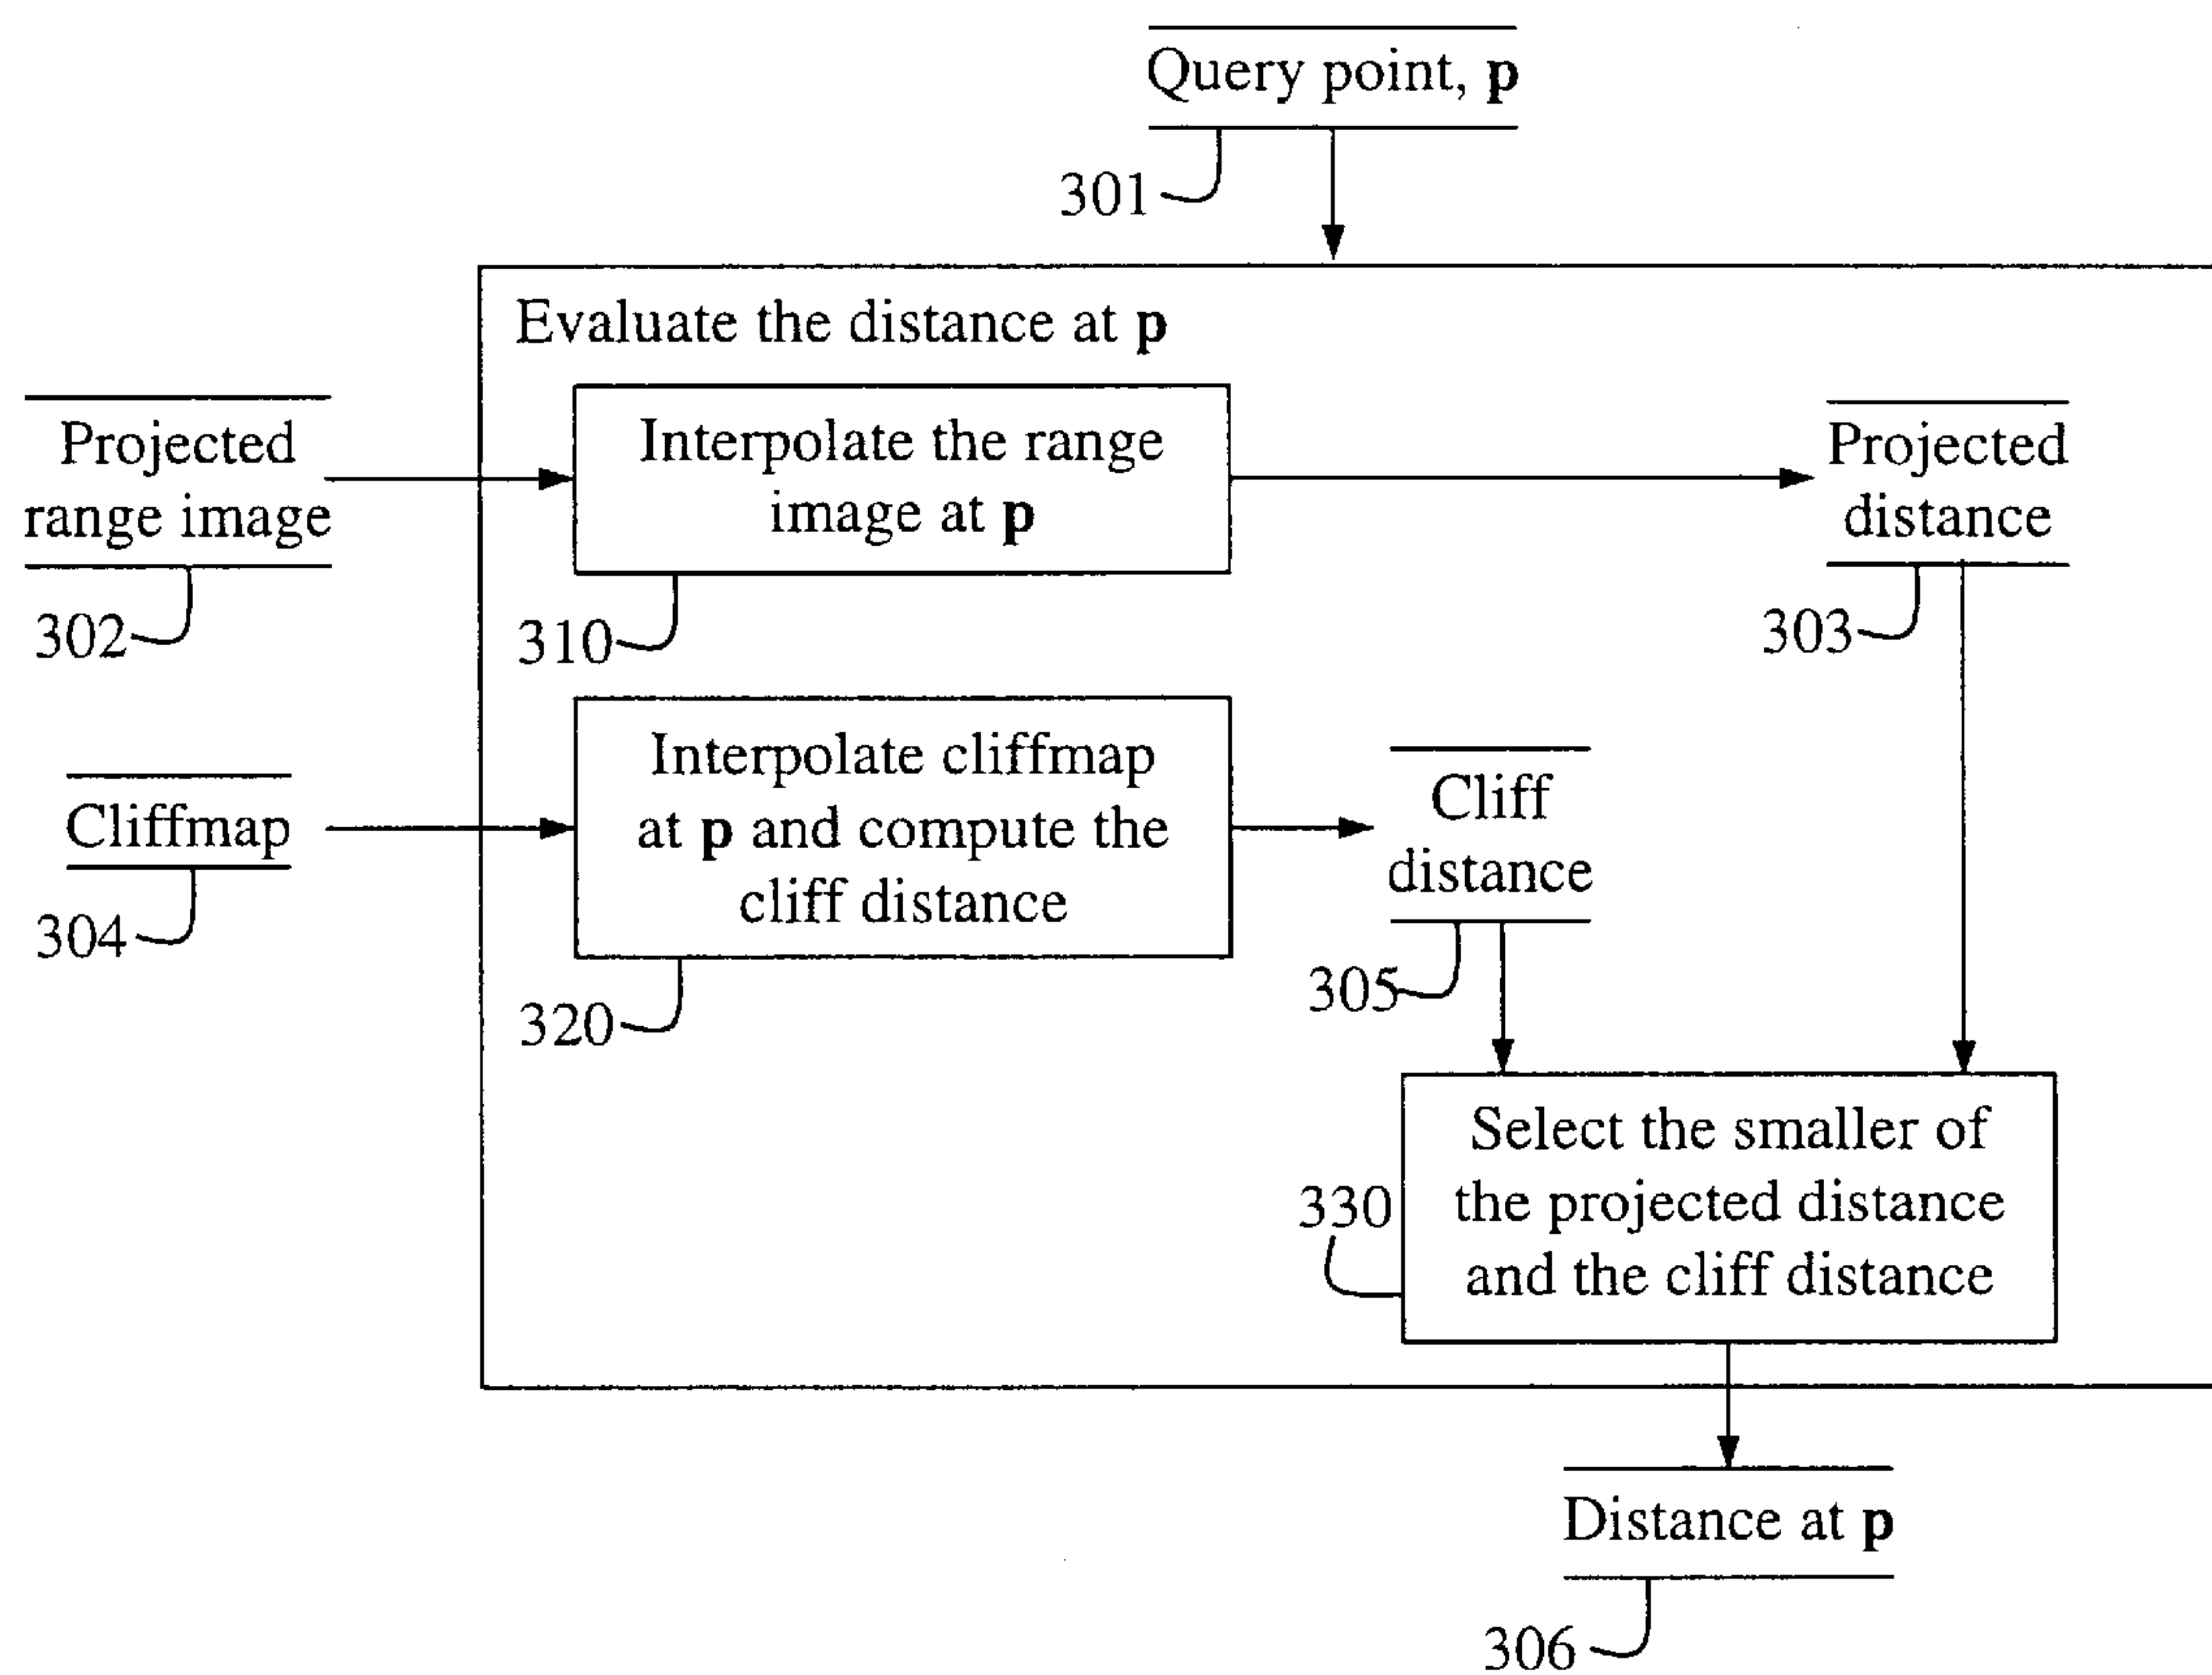 Query point, p
301
Evaluate the distance at p
Projected
range image
302
Interpolate the range
image at p
310
Projected
distance
303
Cliffmap
304
Interpolate cliffmap
at p and compute the
cliff distance
320
Cliff
distance
305
Select the smaller of
the projected distance
and the cliff distance
330
Distance at p
306